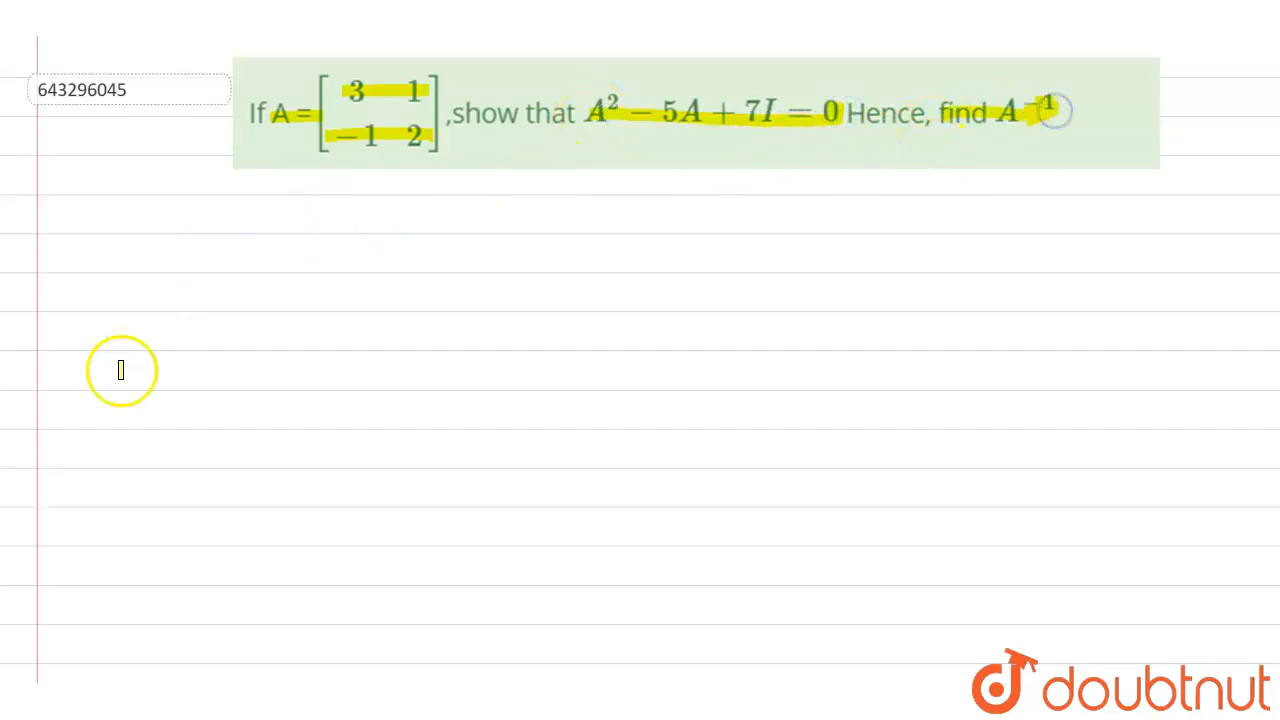 643296045
If A = [ 3 1 ; −1 2 ] ,show that A² − 5A + 7I = 0 Hence, find A⁻¹
doubtnut